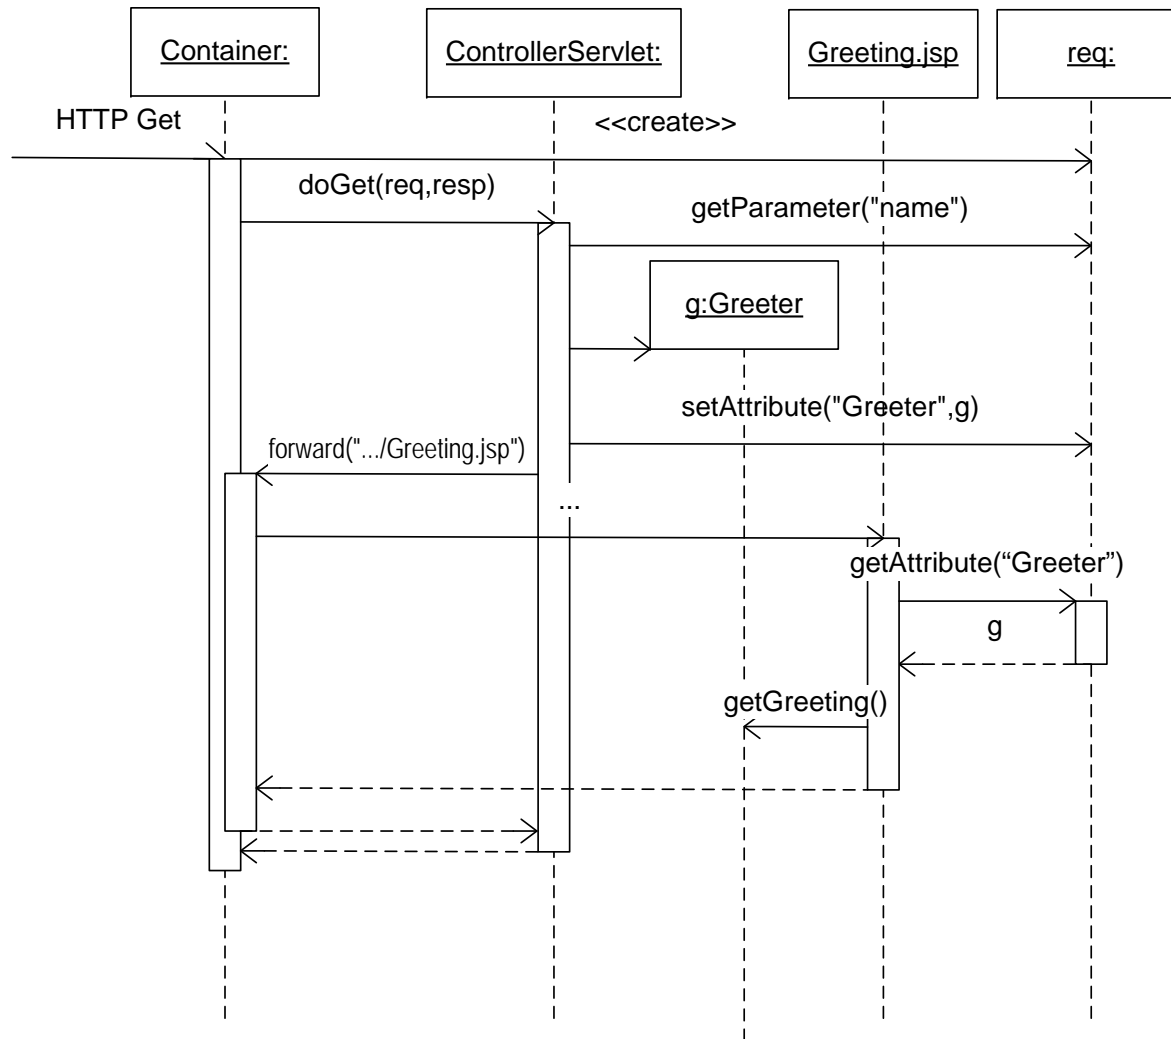 Container:
ControllerServlet:
Greeting.jsp
req:
HTTP Get
<<create>>
doGet(req,resp)
getParameter("name")
g:Greeter
setAttribute("Greeter",g)
forward(".../Greeting.jsp")
...
getAttribute(“Greeter”)
g
getGreeting()